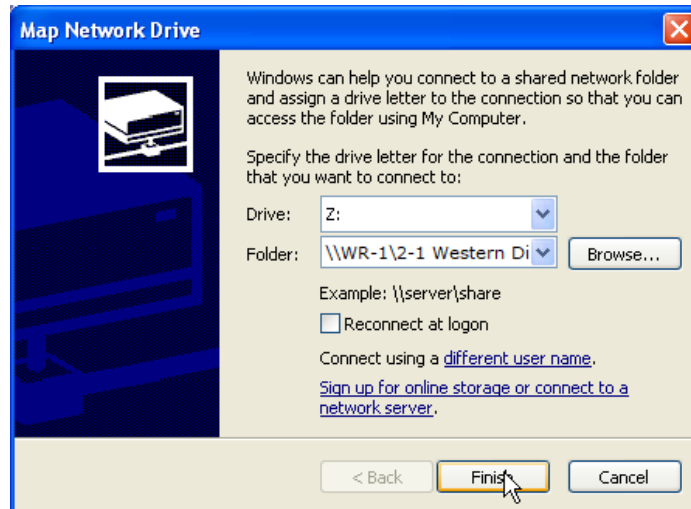 Map Network Drive
Windows can help you connect to a shared network folder
and assign a drive letter to the connection so that you can
access the folder using My Computer.
Specify the drive letter for the connection and the folder
that you want to connect to:
Drive: Z:
Folder: \\WR-1\2-1 Western Di Browse...
Example: \\server\share
Reconnect at logon
Connect using a different user name.
Sign up for online storage or connect to a
network server.
< Back Finish Cancel